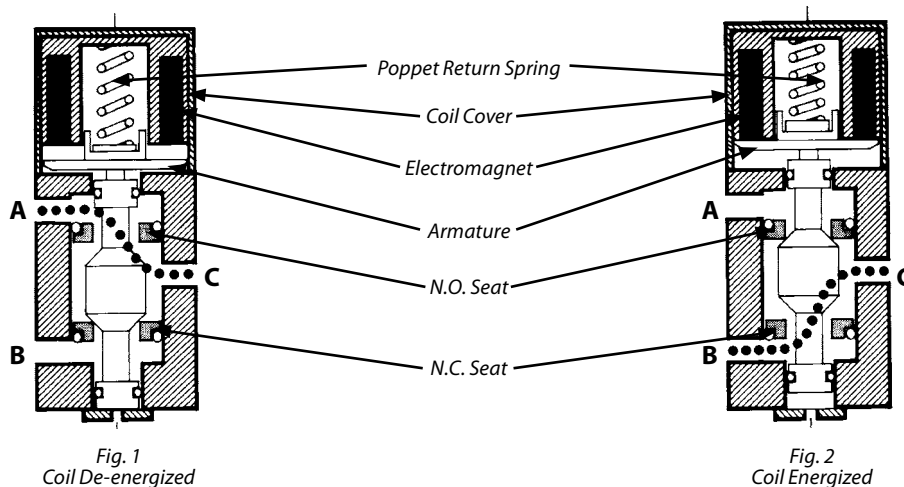 Poppet Return Spring
Coil Cover
Electromagnet
A
A
Armature
C
C
N.O. Seat
B
B
N.C. Seat
Fig. 1
Coil De-energized
Fig. 2
Coil Energized